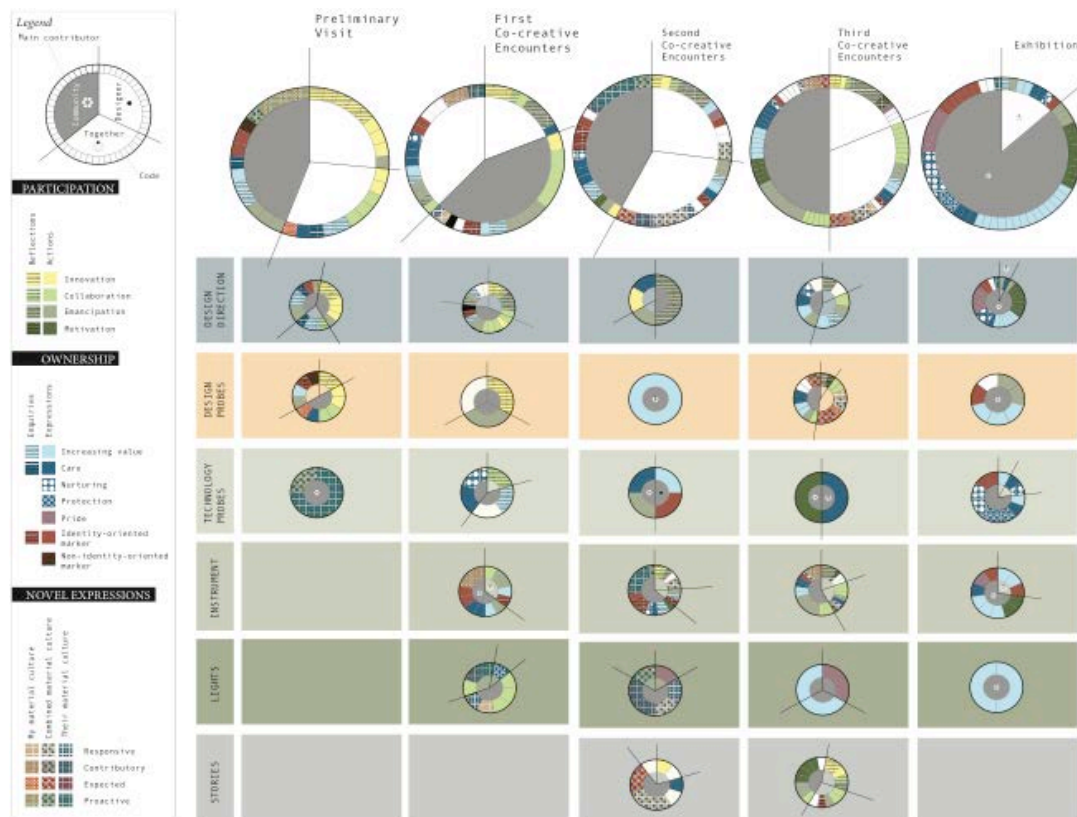 Legend
Main contributor
Community
Designer
Together
Code
PARTICIPATION
Reflections
Actions
Innovation
Collaboration
Emancipation
Motivation
OWNERSHIP
Enquiries
Expressions
Increasing value
Care
Nurturing
Protection
Pride
Identity-oriented
marker
Non-identity-oriented
marker
NOVEL EXPRESSIONS
My material culture
Combined material culture
Their material culture
Responsive
Contributory
Expected
Proactive
Preliminary
Visit
First
Co-creative
Encounters
Second
Co-creative
Encounters
Third
Co-creative
Encounters
Exhibition
DESIGN
DIRECTION
DESIGN
PROBES
TECHNOLOGY
PROBES
INSTRUMENT
LIGHTS
STORIES